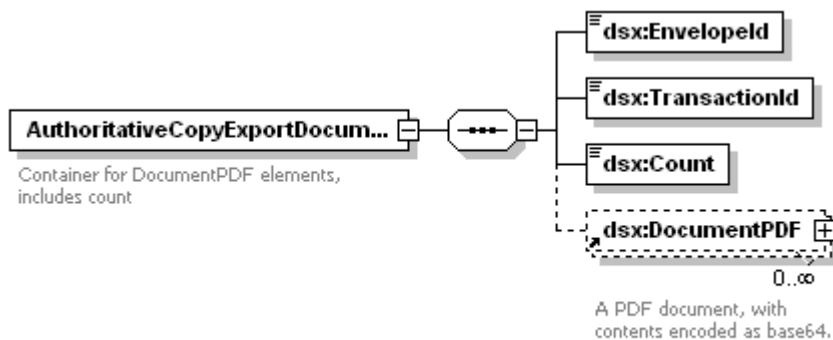 dsx:EnvelopeId
dsx:TransactionId
AuthoritativeCopyExportDocum...
Container for DocumentPDF elements,
includes count
dsx:Count
dsx:DocumentPDF
0..∞
A PDF document, with
contents encoded as base64.